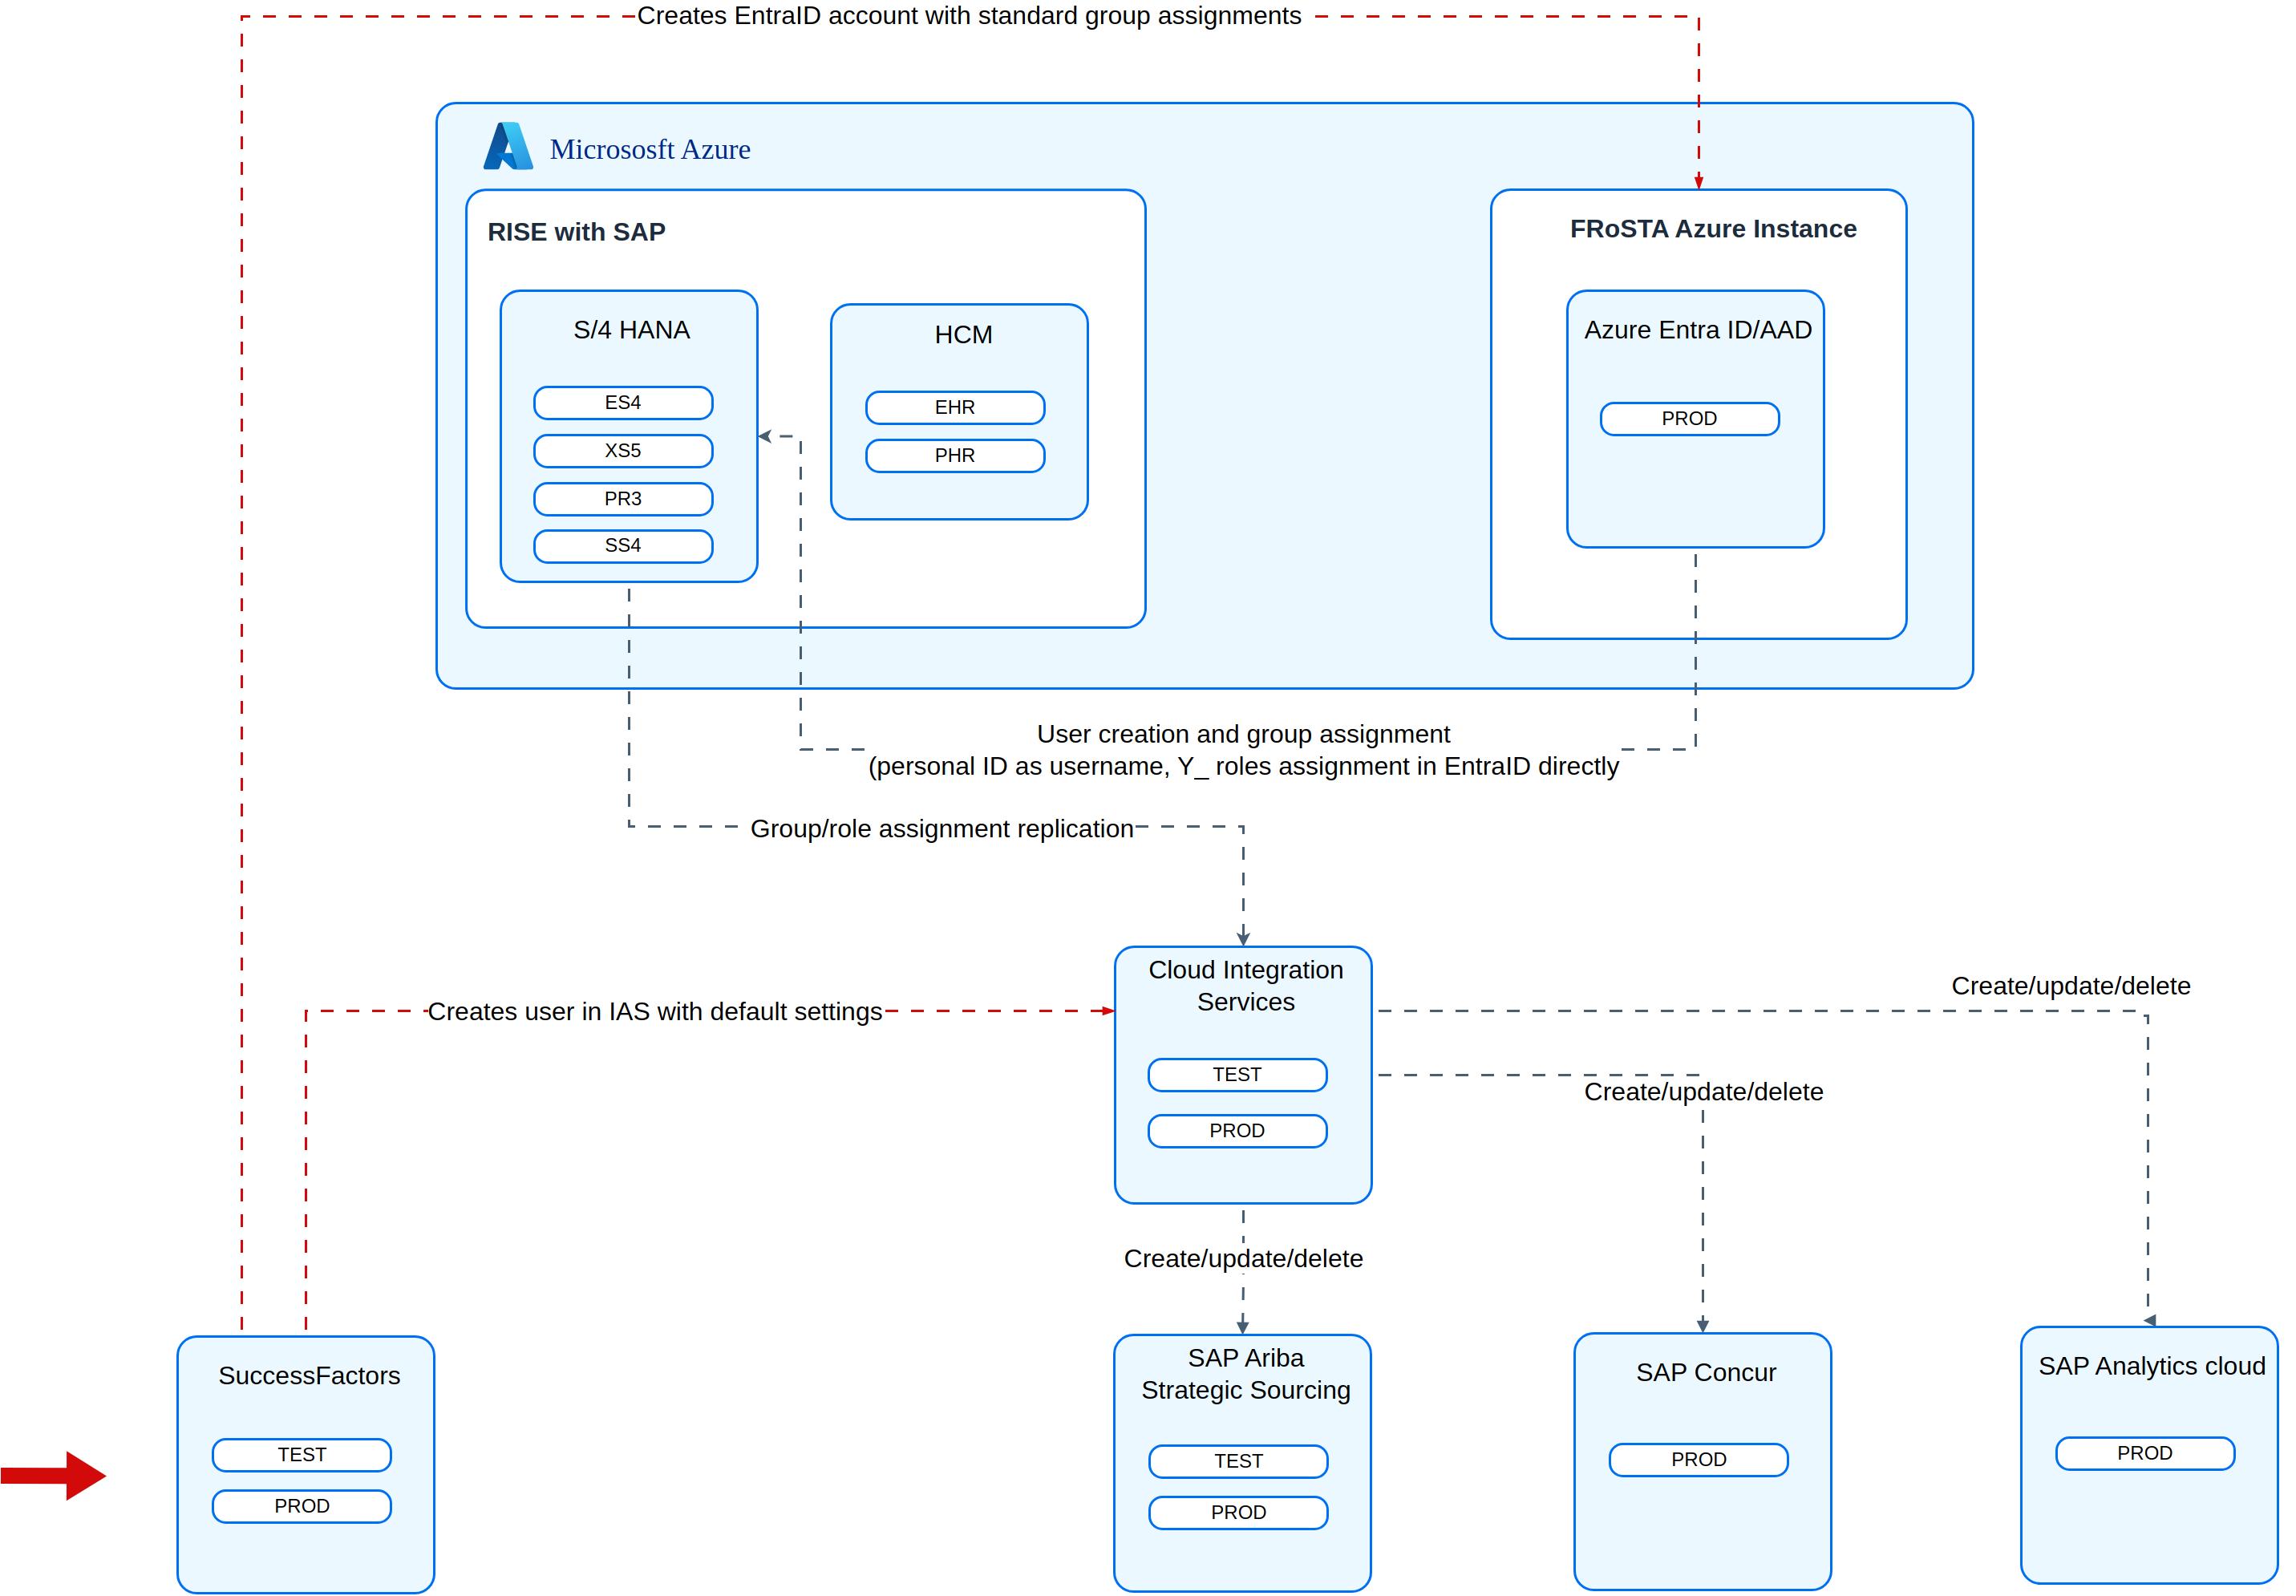 Creates EntraID account with standard group assignments
Micrososft Azure
RISE with SAP
FRoSTA Azure Instance
S/4 HANA
ES4
XS5
PR3
SS4
HCM
EHR
PHR
Azure Entra ID/AAD
PROD
User creation and group assignment
(personal ID as username, Y_ roles assignment in EntraID directly
Group/role assignment replication
Creates user in IAS with default settings
Cloud Integration
Services
TEST
PROD
Create/update/delete
Create/update/delete
Create/update/delete
SuccessFactors
TEST
PROD
SAP Ariba
Strategic Sourcing
TEST
PROD
SAP Concur
PROD
SAP Analytics cloud
PROD